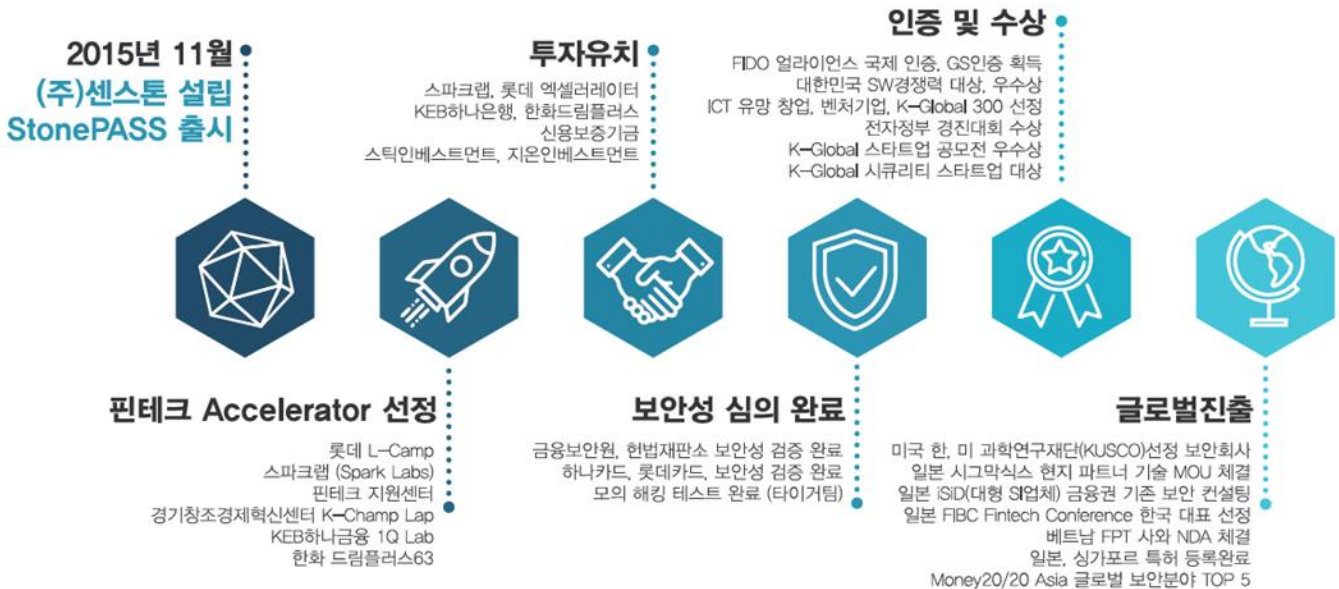 2015년 11월
(주)센스톤 설립
StonePASS 출시
핀테크 Accelerator 선정
롯데 L-Camp
스파크랩 (Spark Labs)
핀테크 지원센터
경기창조경제혁신센터 K-Champ Lap
KEB하나금융 1Q Lab
한화 드림플러스63
투자유치
스파크랩, 롯데 엑셀러레이터
KEB하나은행, 한화드림플러스
신용보증기금
스틱인베스트먼트, 지온인베스트먼트
보안성 심의 완료
금융보안원, 헌법재판소 보안성 검증 완료
하나카드, 롯데카드, 보안성 검증 완료
모의 해킹 테스트 완료 (타이거팀)
인증 및 수상
FIDO 얼라이언스 국제 인증, GS인증 획득
대한민국 SW경쟁력 대상, 우수상
ICT 유망 창업, 벤처기업, K-Global 300 선정
전자정부 경진대회 수상
K-Global 스타트업 공모전 우수상
K-Global 시큐리티 스타트업 대상
글로벌진출
미국 한, 미 과학연구재단(KUSCO)선정 보안회사
일본 시그막식스 현지 파트너 기술 MOU 체결
일본 iSiD(대형 SI업체) 금융권 기존 보안 컨설팅
일본 FIBC Fintech Conference 한국 대표 선정
베트남 FPT 사와 NDA 체결
일본, 싱가포르 특허 등록완료
Money20/20 Asia 글로벌 보안분야 TOP 5